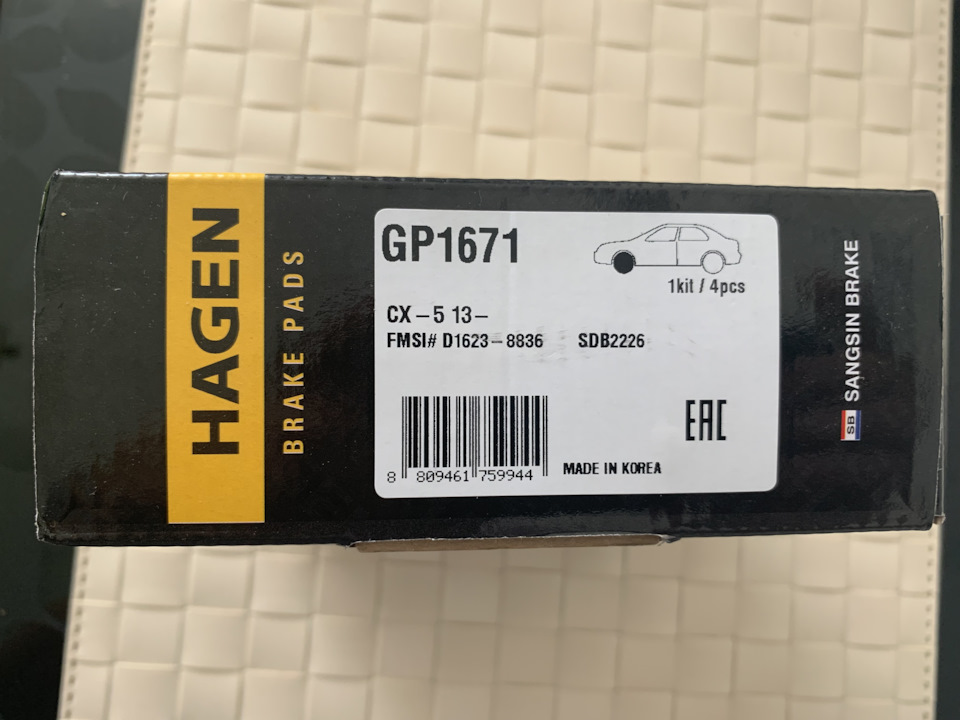 HAGEN
BRAKE PADS
GP1671
1kit / 4pcs
CX-5 13-
FMSI# D1623-8836 SDB2226
EAC
8 809461 759944
MADE IN KOREA
SB SANGSIN BRAKE